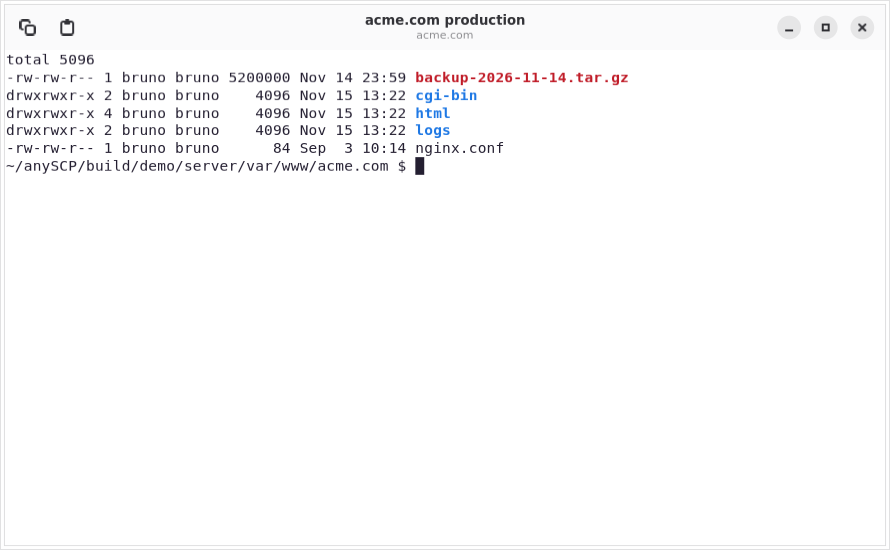 acme.com production
acme.com
total 5096
-rw-rw-r-- 1 bruno bruno 5200000 Nov 14 23:59 backup-2026-11-14.tar.gz
drwxrwxr-x 2 bruno bruno    4096 Nov 15 13:22 cgi-bin
drwxrwxr-x 4 bruno bruno    4096 Nov 15 13:22 html
drwxrwxr-x 2 bruno bruno    4096 Nov 15 13:22 logs
-rw-rw-r-- 1 bruno bruno      84 Sep  3 10:14 nginx.conf
~/anySCP/build/demo/server/var/www/acme.com $